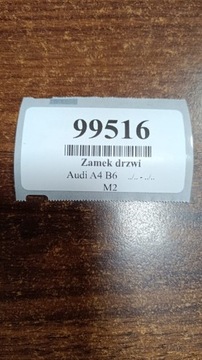 99516
Zamek drzwi
Audi A4 B6 ../.. - ../..
M2